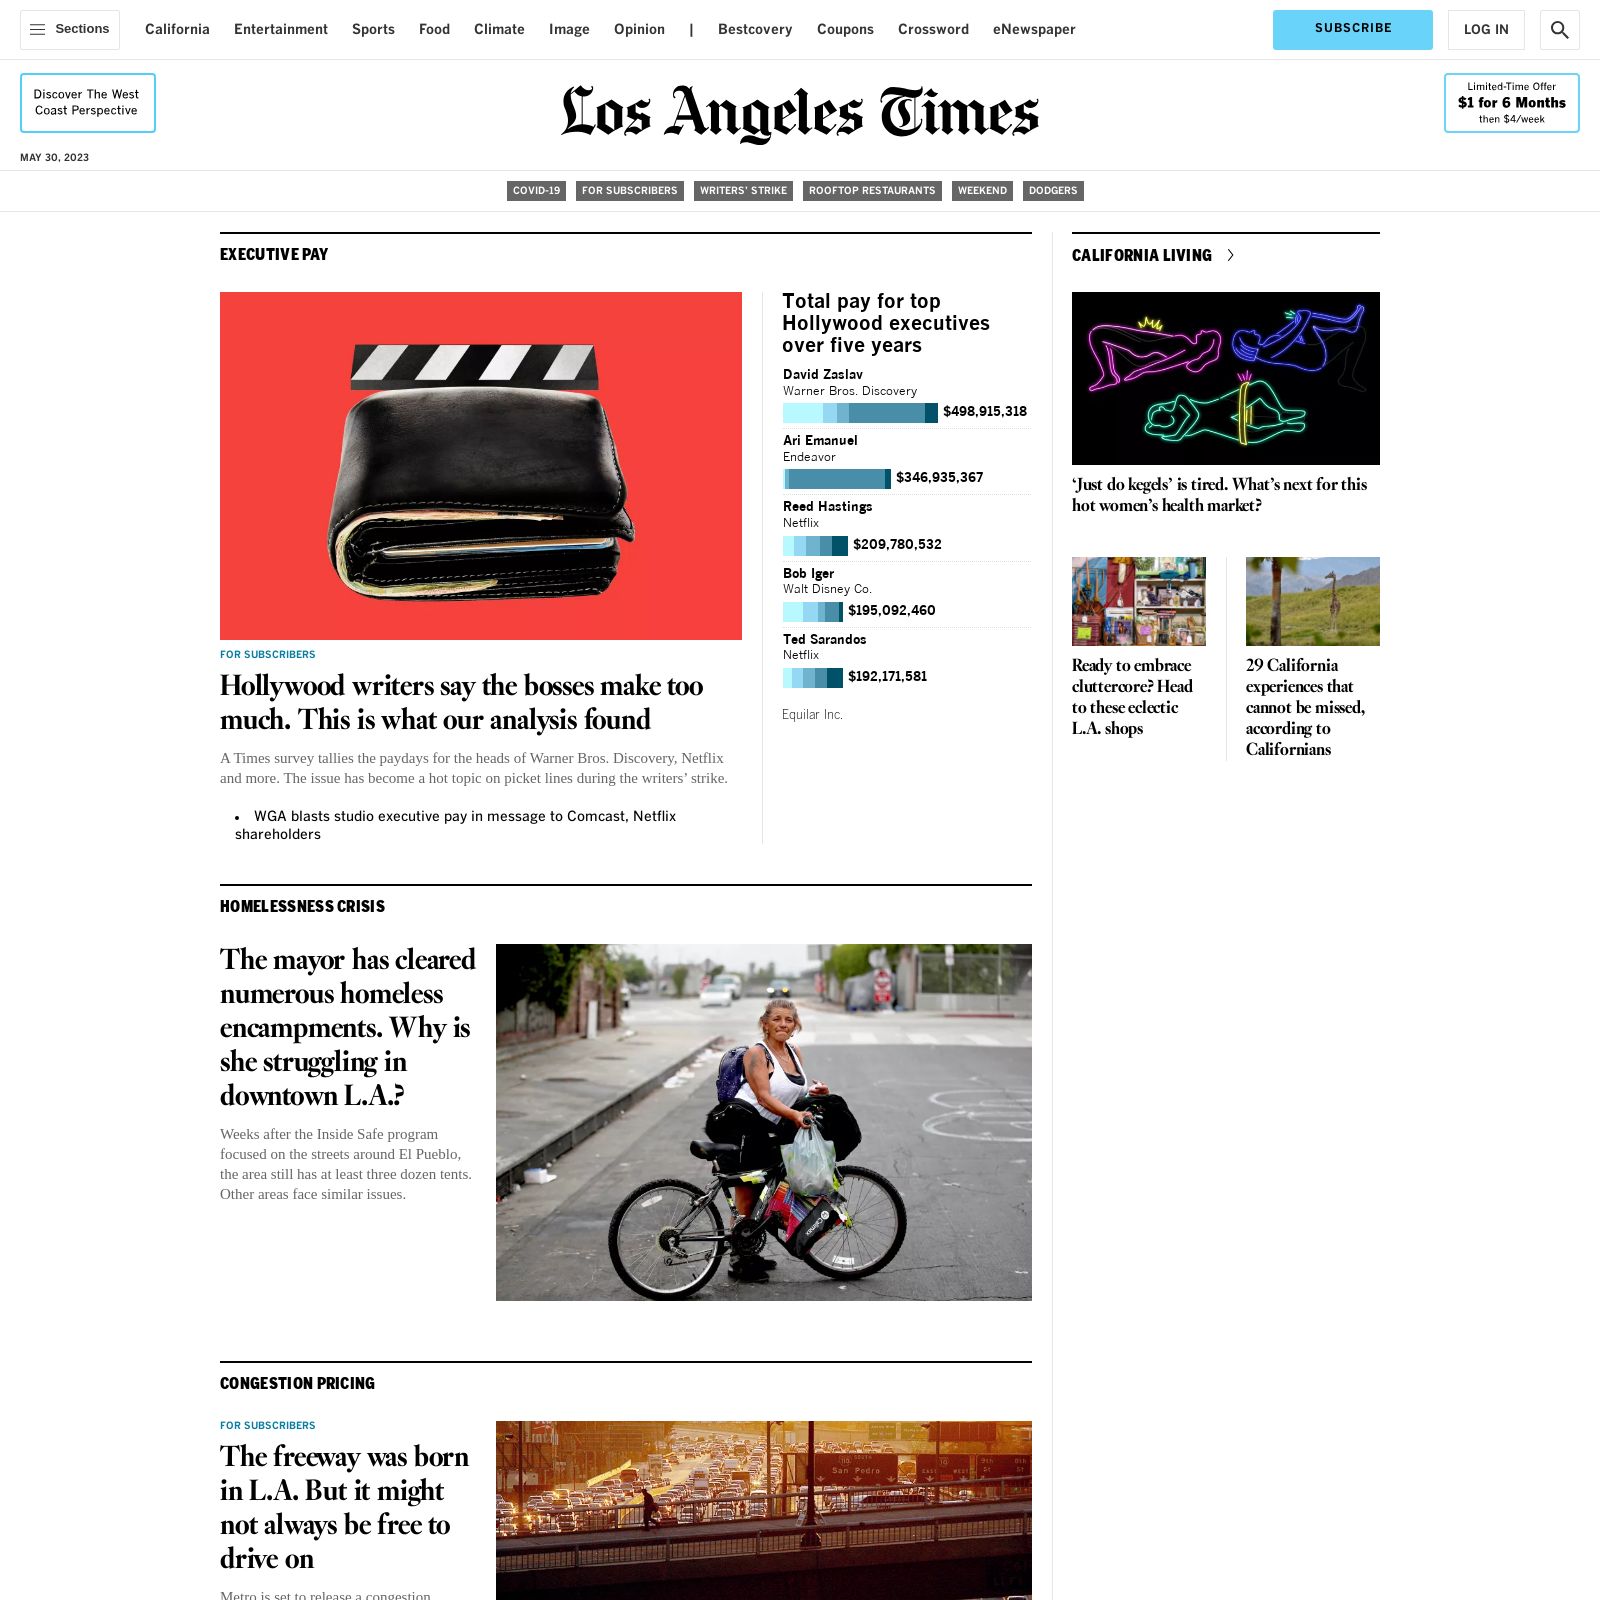 Sections
California Entertainment Sports Food Climate Image Opinion | Bestcovery Coupons Crossword eNewspaper
SUBSCRIBE
LOG IN
Discover The West
Coast Perspective
Los Angeles Times
Limited-Time Offer
$1 for 6 Months
then $4/week
MAY 30, 2023
COVID-19 FOR SUBSCRIBERS WRITERS' STRIKE ROOFTOP RESTAURANTS WEEKEND DODGERS
EXECUTIVE PAY
FOR SUBSCRIBERS
Hollywood writers say the bosses make too
much. This is what our analysis found
A Times survey tallies the paydays for the heads of Warner Bros. Discovery, Netflix
and more. The issue has become a hot topic on picket lines during the writers’ strike.
• WGA blasts studio executive pay in message to Comcast, Netflix
shareholders
Total pay for top
Hollywood executives
over five years
David Zaslav
Warner Bros. Discovery
$498,915,318
Ari Emanuel
Endeavor
$346,935,367
Reed Hastings
Netflix
$209,780,532
Bob Iger
Walt Disney Co.
$195,092,460
Ted Sarandos
Netflix
$192,171,581
Equilar Inc.
CALIFORNIA LIVING
‘Just do kegels’ is tired. What’s next for this
hot women’s health market?
Ready to embrace
cluttercore? Head
to these eclectic
L.A. shops
29 California
experiences that
cannot be missed,
according to
Californians
HOMELESSNESS CRISIS
The mayor has cleared
numerous homeless
encampments. Why is
she struggling in
downtown L.A.?
Weeks after the Inside Safe program
focused on the streets around El Pueblo,
the area still has at least three dozen tents.
Other areas face similar issues.
CONGESTION PRICING
FOR SUBSCRIBERS
The freeway was born
in L.A. But it might
not always be free to
drive on
Metro is set to release a congestion
San Pedro
EAST WEST
9th
St